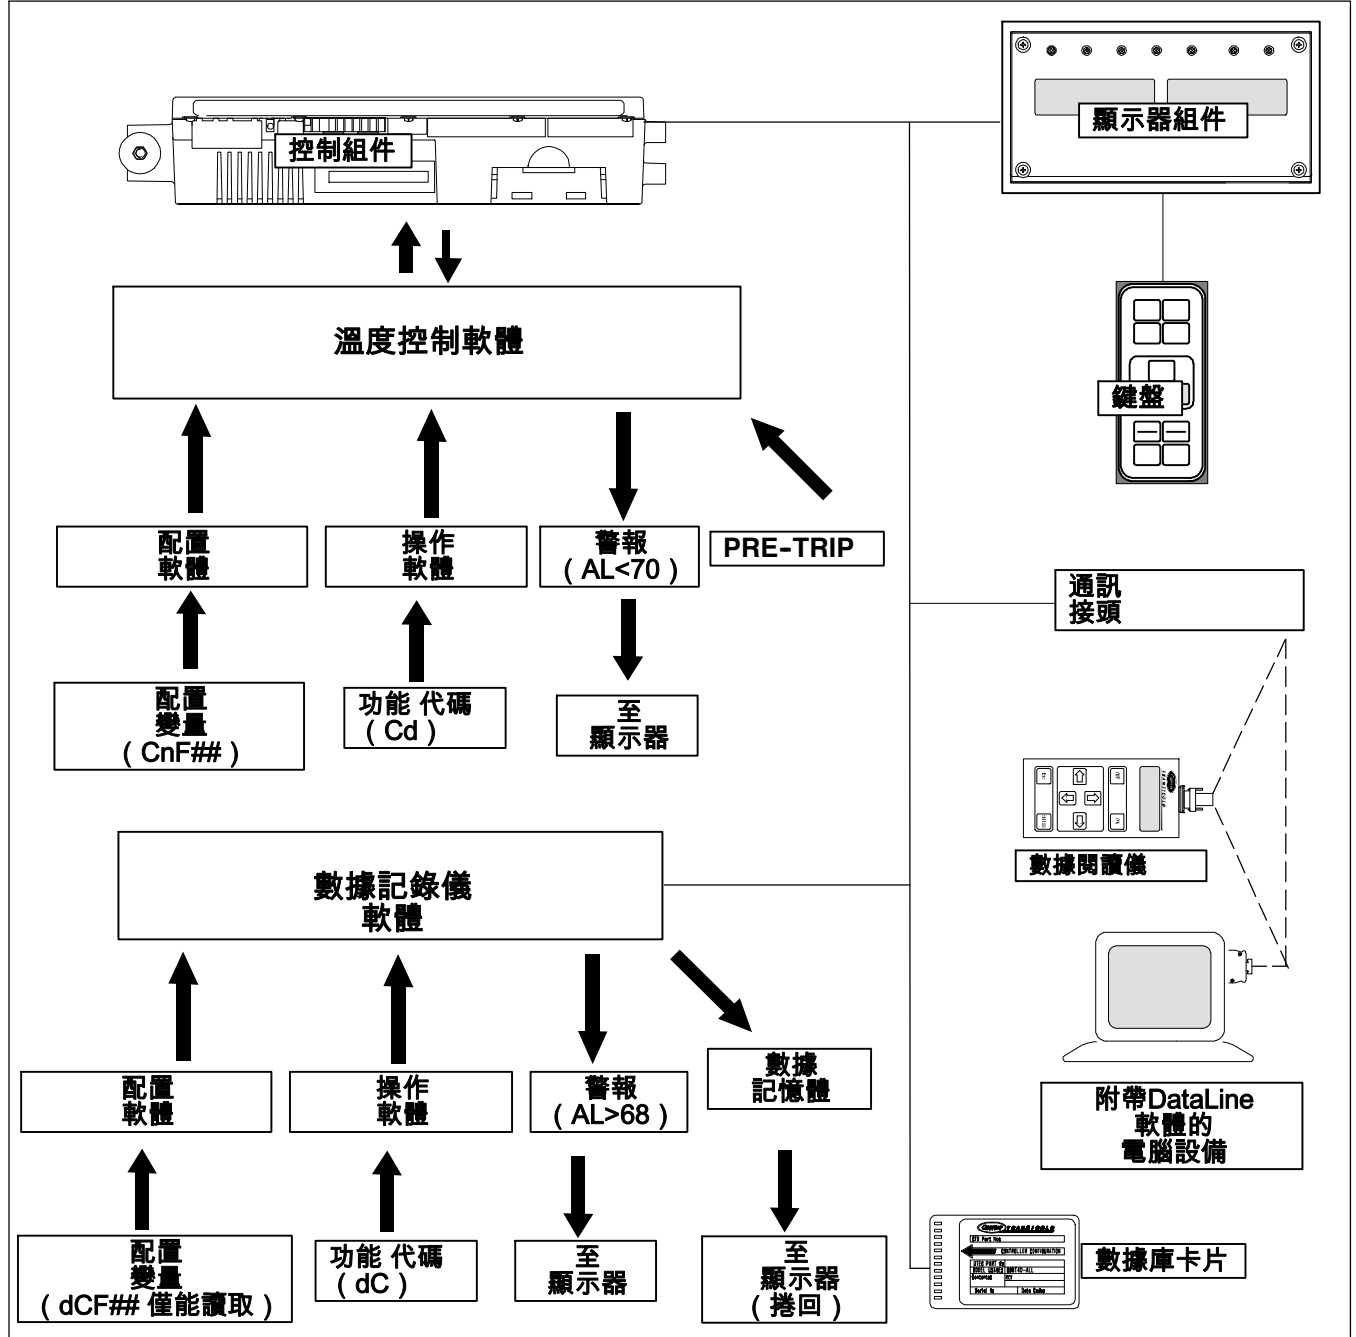 控制組件
顯示器組件
溫度控制軟體
鍵盤
配置
軟體
操作
軟體
警報
( AL<70 )
PRE-TRIP
通訊
接頭
配置
變量
( CnF## )
功能 代碼
( Cd )
至
顯示器
數據閱讀儀
數據記錄儀
軟體
配置
軟體
操作
軟體
警報
( AL>68 )
數據
記憶體
附帶DataLine
軟體的
電腦設備
配置
變量
( dCF## 僅能讀取 )
功能 代碼
( dC )
至
顯示器
至
顯示器
( 捲回 )
TRANSICOLD
CONTROLLER CONFIGURATION
數據庫卡片